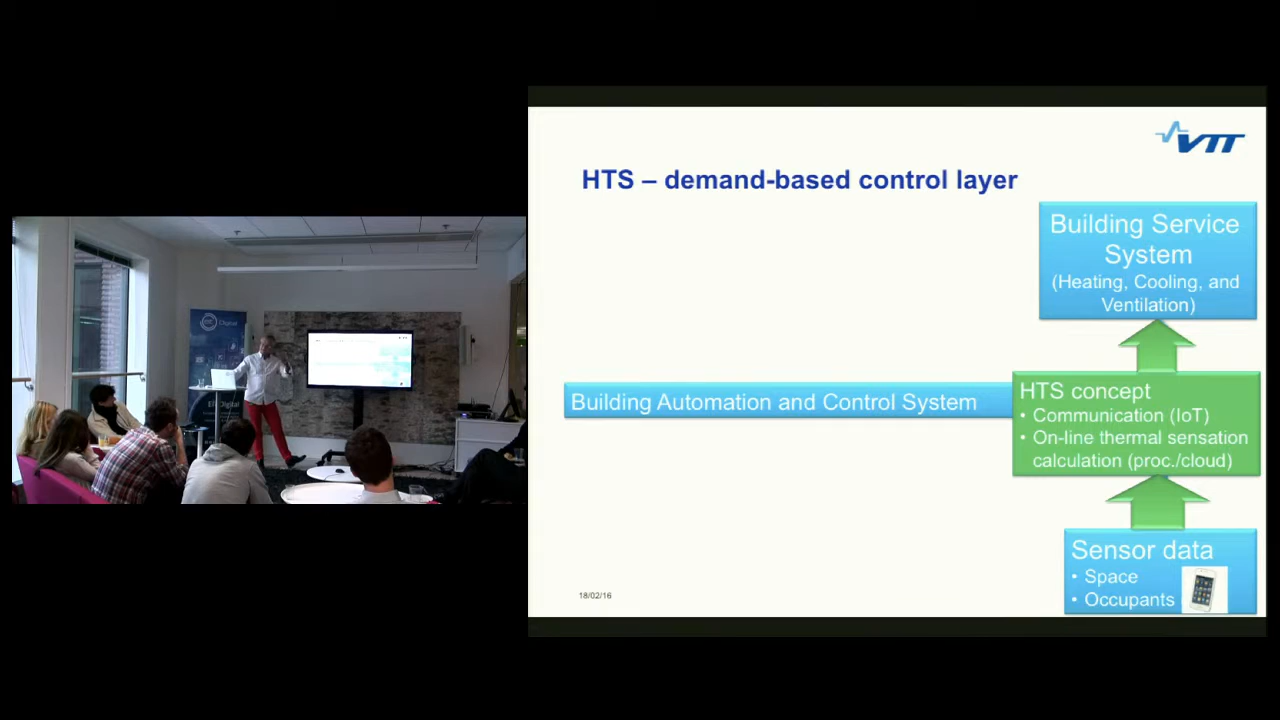 VTT
HTS – demand-based control layer
Building Service
System
(Heating, Cooling, and
Ventilation)
Building Automation and Control System
HTS concept
• Communication (IoT)
• On-line thermal sensation
calculation (proc./cloud)
Sensor data
• Space
• Occupants
18/02/16
Digital